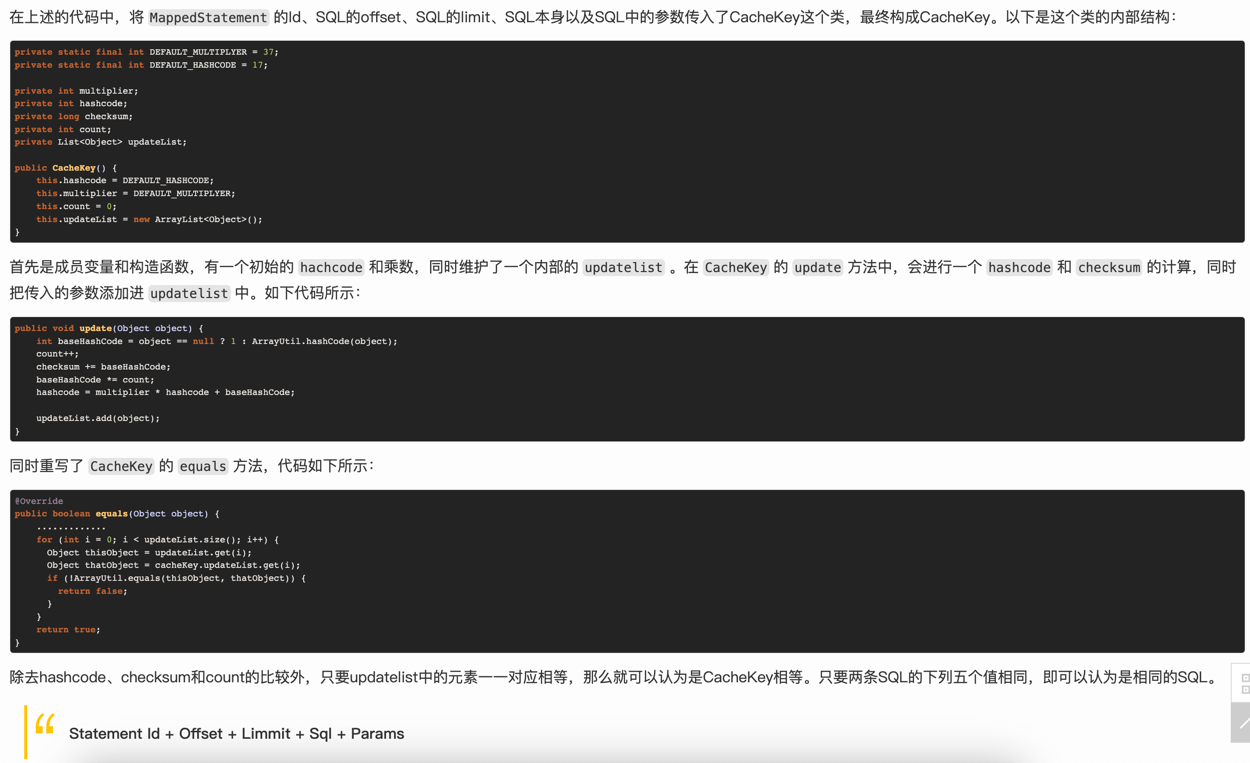 在上述的代码中，将 MappedStatement 的Id、SQL的offset、SQL的limit、SQL本身以及SQL中的参数传入了CacheKey这个类，最终构成CacheKey。以下是这个类的内部结构：
private static final int DEFAULT_MULTIPLYER = 37;
private static final int DEFAULT_HASHCODE = 17;
private int multiplier;
private int hashcode;
private long checksum;
private int count;
private List<Object> updateList;
public CacheKey() {
    this.hashcode = DEFAULT_HASHCODE;
    this.multiplier = DEFAULT_MULTIPLYER;
    this.count = 0;
    this.updateList = new ArrayList<Object>();
}
首先是成员变量和构造函数，有一个初始的 hachcode 和乘数，同时维护了一个内部的 updatelist 。在 CacheKey 的 update 方法中，会进行一个 hashcode 和 checksum 的计算，同时
把传入的参数添加进 updatelist 中。如下代码所示：
public void update(Object object) {
    int baseHashCode = object == null ? 1 : ArrayUtil.hashCode(object);
    count++;
    checksum += baseHashCode;
    baseHashCode *= count;
    hashcode = multiplier * hashcode + baseHashCode;
    updateList.add(object);
}
同时重写了 CacheKey 的 equals 方法，代码如下所示：
@Override
public boolean equals(Object object) {
    .............
    for (int i = 0; i < updateList.size(); i++) {
      Object thisObject = updateList.get(i);
      Object thatObject = cacheKey.updateList.get(i);
      if (!ArrayUtil.equals(thisObject, thatObject)) {
        return false;
      }
    }
    return true;
}
除去hashcode、checksum和count的比较外，只要updatelist中的元素一一对应相等，那么就可以认为是CacheKey相等。只要两条SQL的下列五个值相同，即可以认为是相同的SQL。
“ Statement Id + Offset + Limmit + Sql + Params